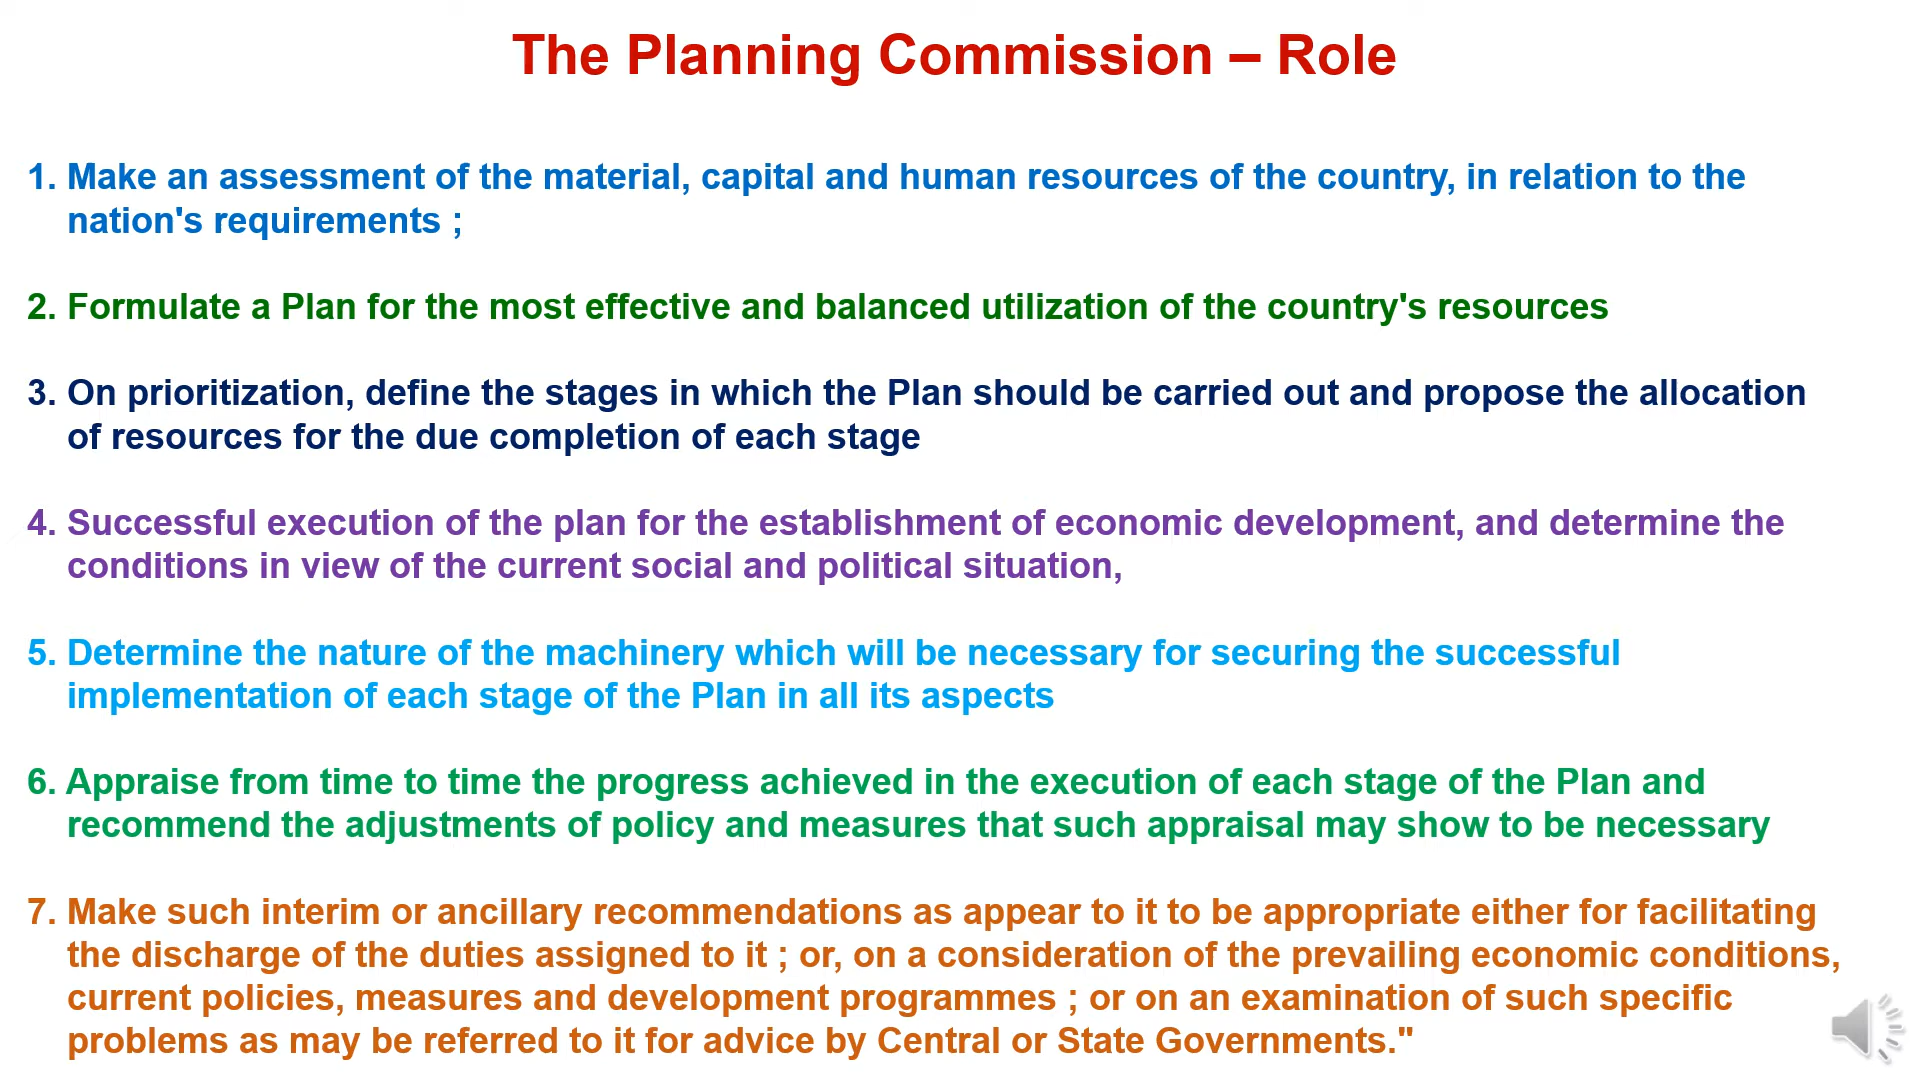 The Planning Commission – Role
1. Make an assessment of the material, capital and human resources of the country, in relation to the
nation's requirements ;
2. Formulate a Plan for the most effective and balanced utilization of the country's resources
3. On prioritization, define the stages in which the Plan should be carried out and propose the allocation
of resources for the due completion of each stage
4. Successful execution of the plan for the establishment of economic development, and determine the
conditions in view of the current social and political situation,
5. Determine the nature of the machinery which will be necessary for securing the successful
implementation of each stage of the Plan in all its aspects
6. Appraise from time to time the progress achieved in the execution of each stage of the Plan and
recommend the adjustments of policy and measures that such appraisal may show to be necessary
7. Make such interim or ancillary recommendations as appear to it to be appropriate either for facilitating
the discharge of the duties assigned to it ; or, on a consideration of the prevailing economic conditions,
current policies, measures and development programmes ; or on an examination of such specific
problems as may be referred to it for advice by Central or State Governments."